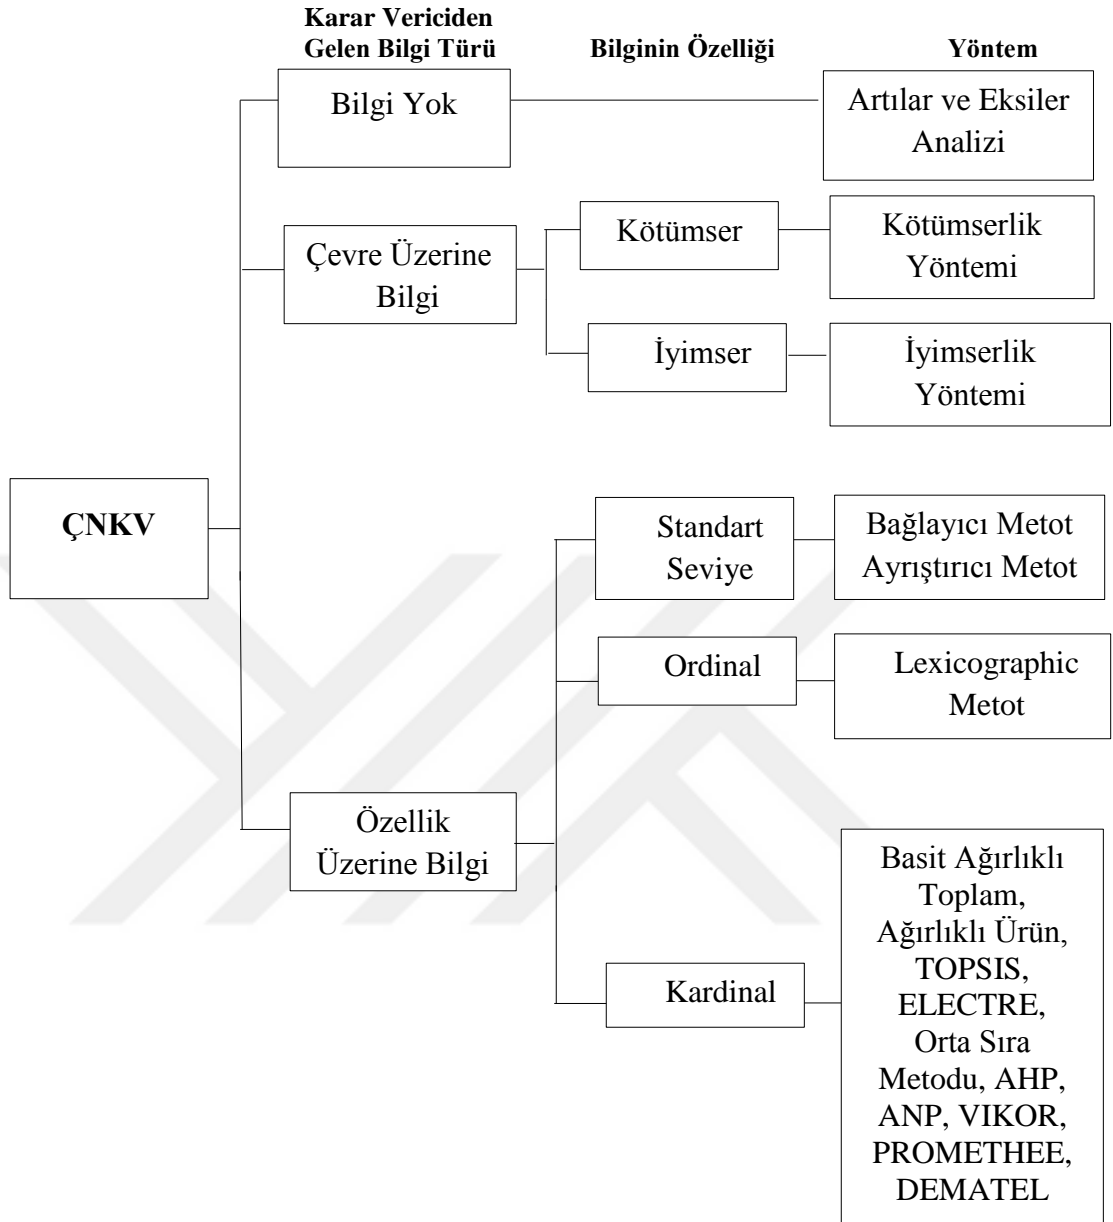 Karar Vericiden
Gelen Bilgi Türü
Bilginin Özelliği
Yöntem
Bilgi Yok
Artılar ve Eksiler
Analizi
Çevre Üzerine
Bilgi
Kötümser
Kötümserlik
Yöntemi
İyimser
İyimserlik
Yöntemi
ÇNKV
Standart
Seviye
Bağlayıcı Metot
Ayrıştırıcı Metot
Ordinal
Lexicographic
Metot
Özellik
Üzerine Bilgi
Kardinal
Basit Ağırlıklı
Toplam,
Ağırlıklı Ürün,
TOPSIS,
ELECTRE,
Orta Sıra
Metodu, AHP,
ANP, VIKOR,
PROMETHEE,
DEMATEL